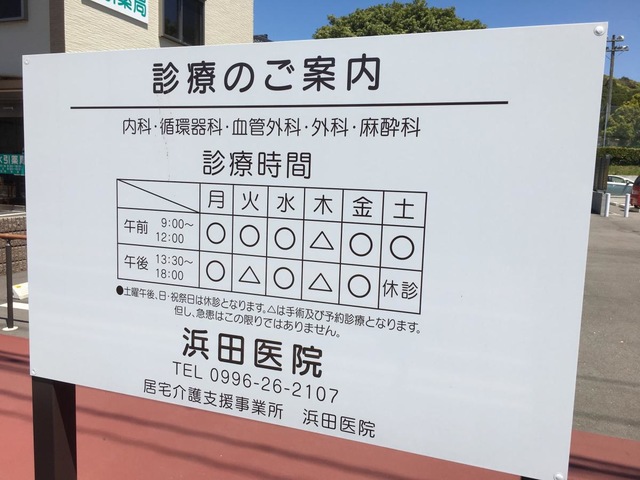 薬局
診療のご案内
内科・循環器科・血管外科・外科・麻酔科
診療時間
月 火 水 木 金 土
午前 9:00〜12:00 ○ ○ ○ △ ○ ○
午後 13:30〜18:00 ○ △ ○ △ ○ 休診
●土曜午後、日・祝祭日は休診となります。△は手術及び予約診療となります。
但し、急患はこの限りではありません。
浜田医院
TEL 0996-26-2107
居宅介護支援事業所 浜田医院